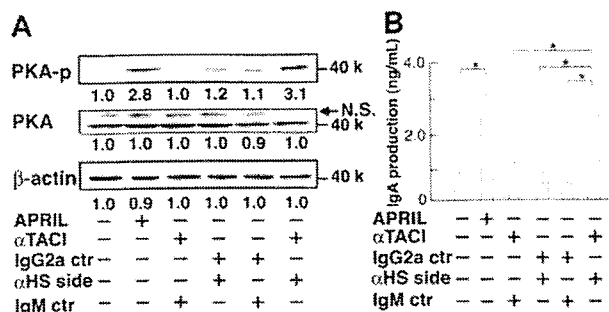 A
PKA-p
40 k
1.0 2.8 1.0 1.2 1.1 3.1
N.S.
PKA
40 k
1.0 1.0 1.0 1.0 0.9 1.0
β-actin
40 k
1.0 0.9 1.0 1.0 1.0 1.0
APRIL − + − − − −
αTACI − − + − − +
IgG2a ctr − − − + + −
αHS side − − − + − +
IgM ctr − − + − + −
B
IgA production (ng/mL)
4.0
2.0
0
* * * *
APRIL − + − − − −
αTACI − − + − − +
IgG2a ctr − − − + + −
αHS side − − − + − +
IgM ctr − − + − + −